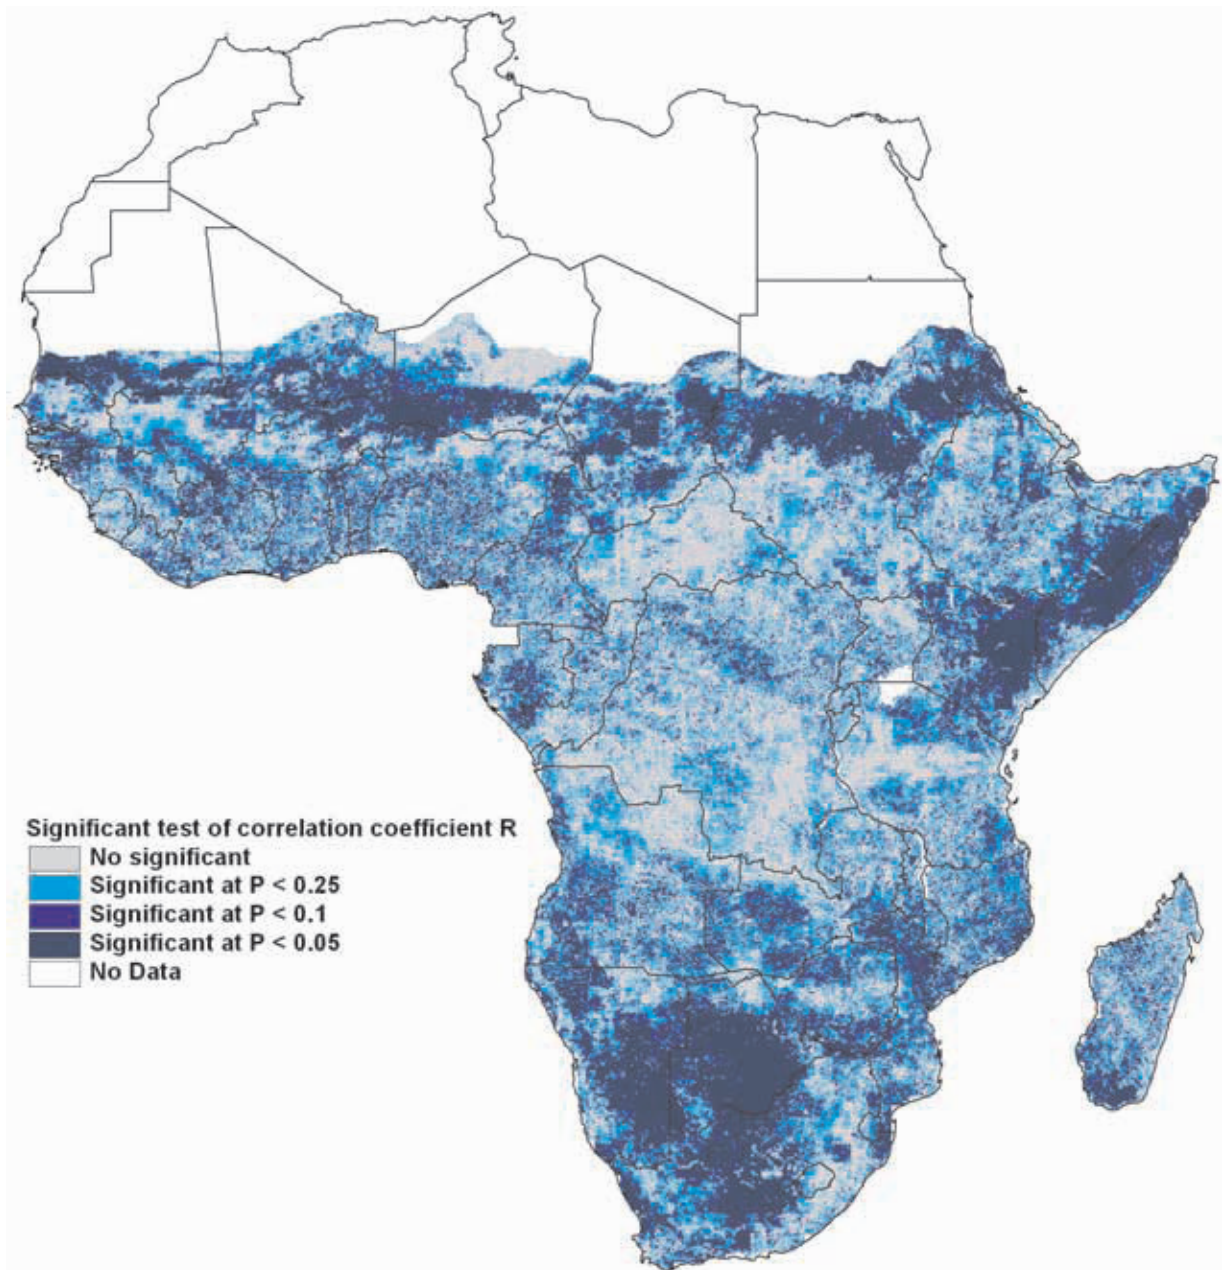 Significant test of correlation coefficient R
No significant
Significant at P < 0.25
Significant at P < 0.1
Significant at P < 0.05
No Data